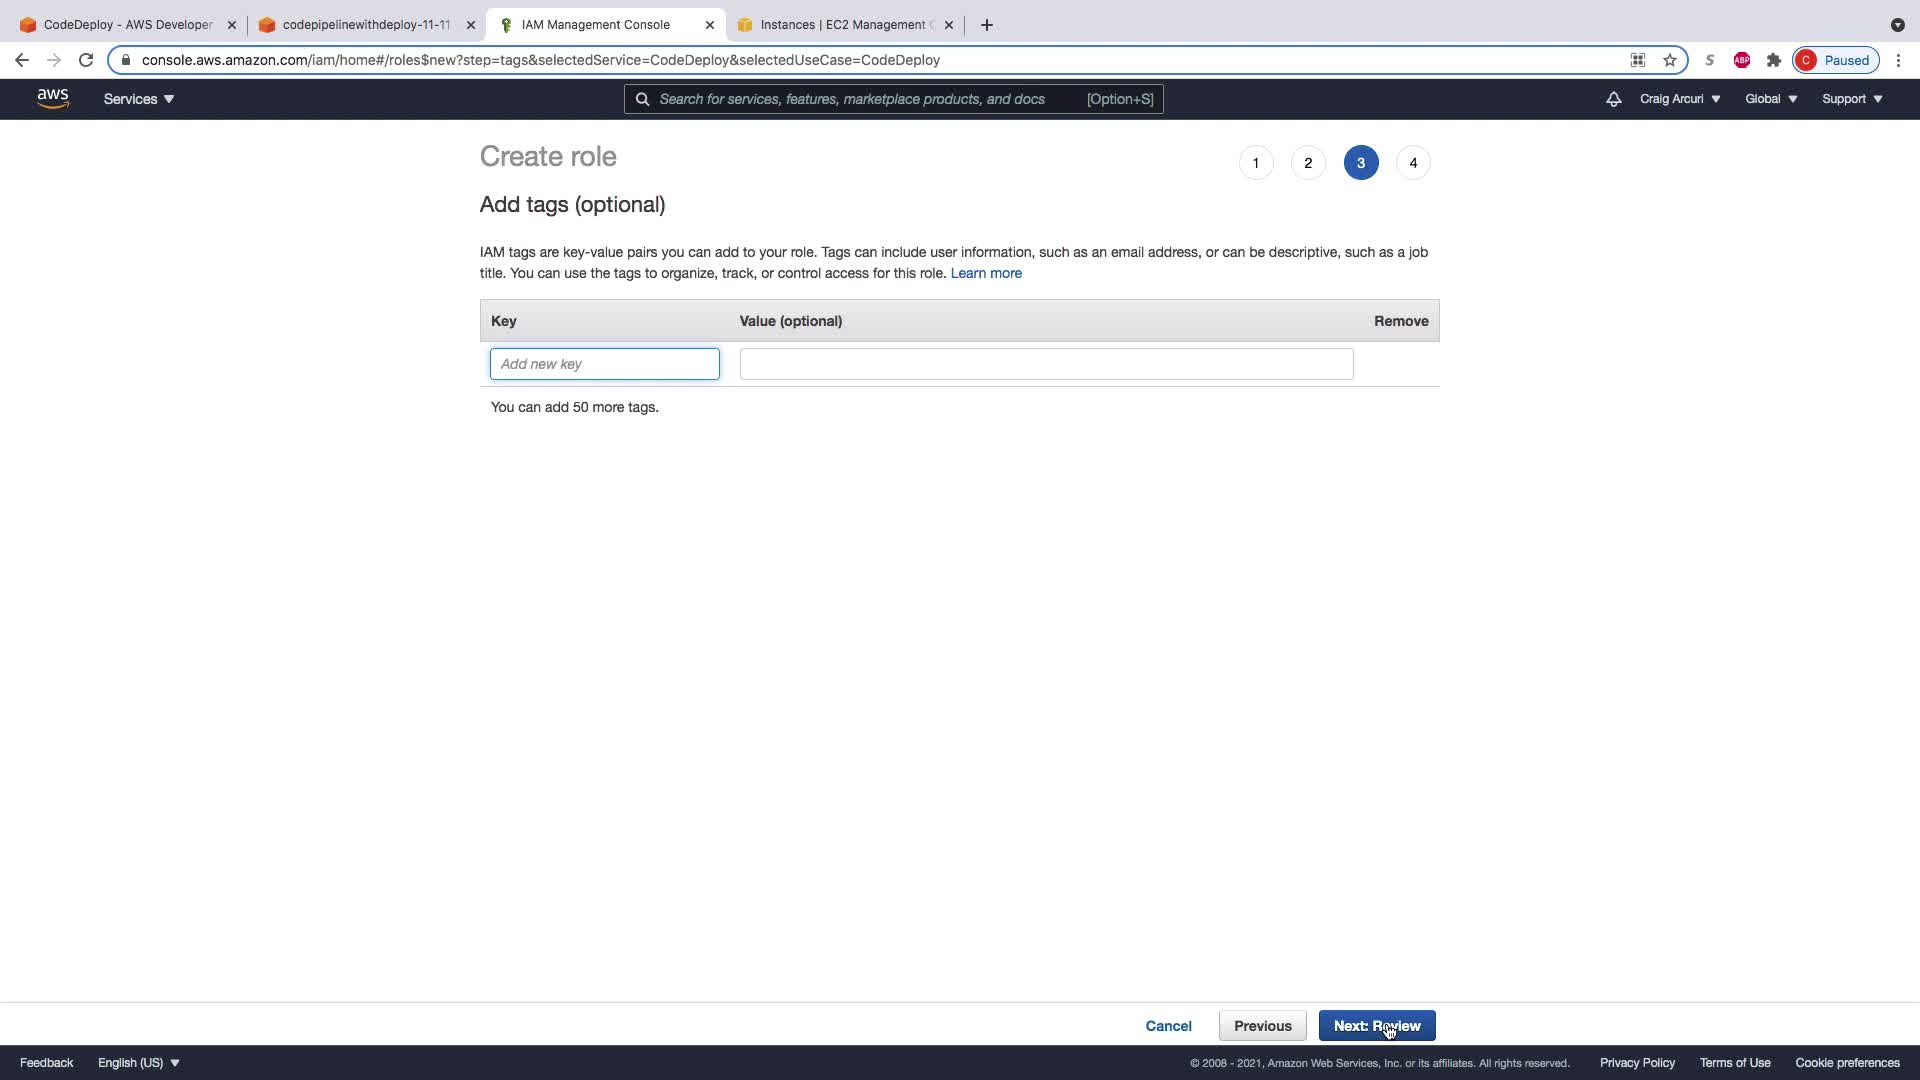 CodeDeploy - AWS Developer
codepipelinewithdeploy-11-11
IAM Management Console
Instances | EC2 Management C
console.aws.amazon.com/iam/home#/roles$new?step=tags&selectedService=CodeDeploy&selectedUseCase=CodeDeploy
S
ABP
C
Paused
aws
Services
Search for services, features, marketplace products, and docs
[Option+S]
Craig Arcuri
Global
Support
Create role
1
2
3
4
Add tags (optional)
IAM tags are key-value pairs you can add to your role. Tags can include user information, such as an email address, or can be descriptive, such as a job
title. You can use the tags to organize, track, or control access for this role. Learn more
Key
Value (optional)
Remove
Add new key
You can add 50 more tags.
Cancel
Previous
Next: Review
Feedback
English (US)
© 2008 - 2021, Amazon Web Services, Inc. or its affiliates. All rights reserved.
Privacy Policy
Terms of Use
Cookie preferences